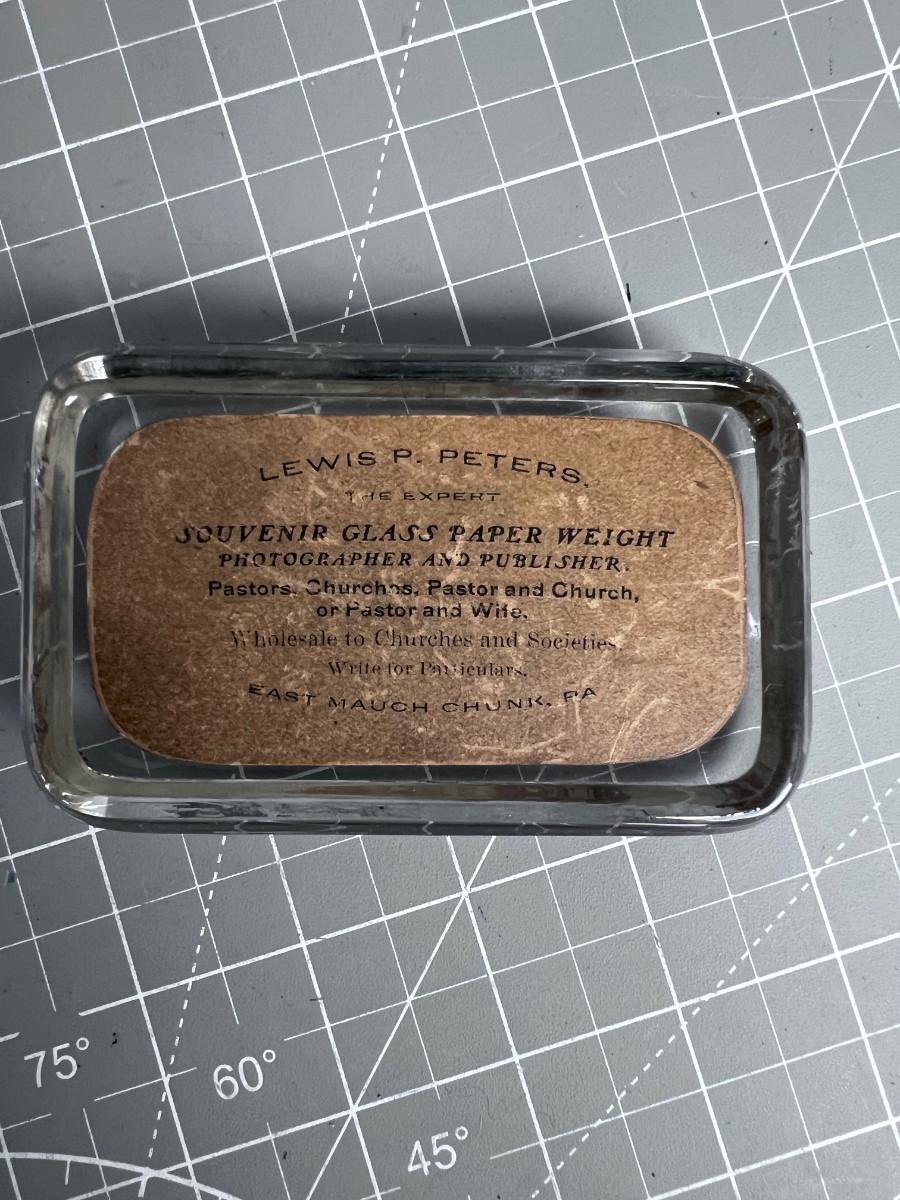 LEWIS P. PETERS.
THE EXPERT
SOUVENIR GLASS PAPER WEIGHT
PHOTOGRAPHER AND PUBLISHER.
Pastors, Churches, Pastor and Church,
or Pastor and Wife.
Wholesale to Churches and Societies.
Write for Particulars.
EAST MAUCH CHUNK, PA
75°
60°
45°